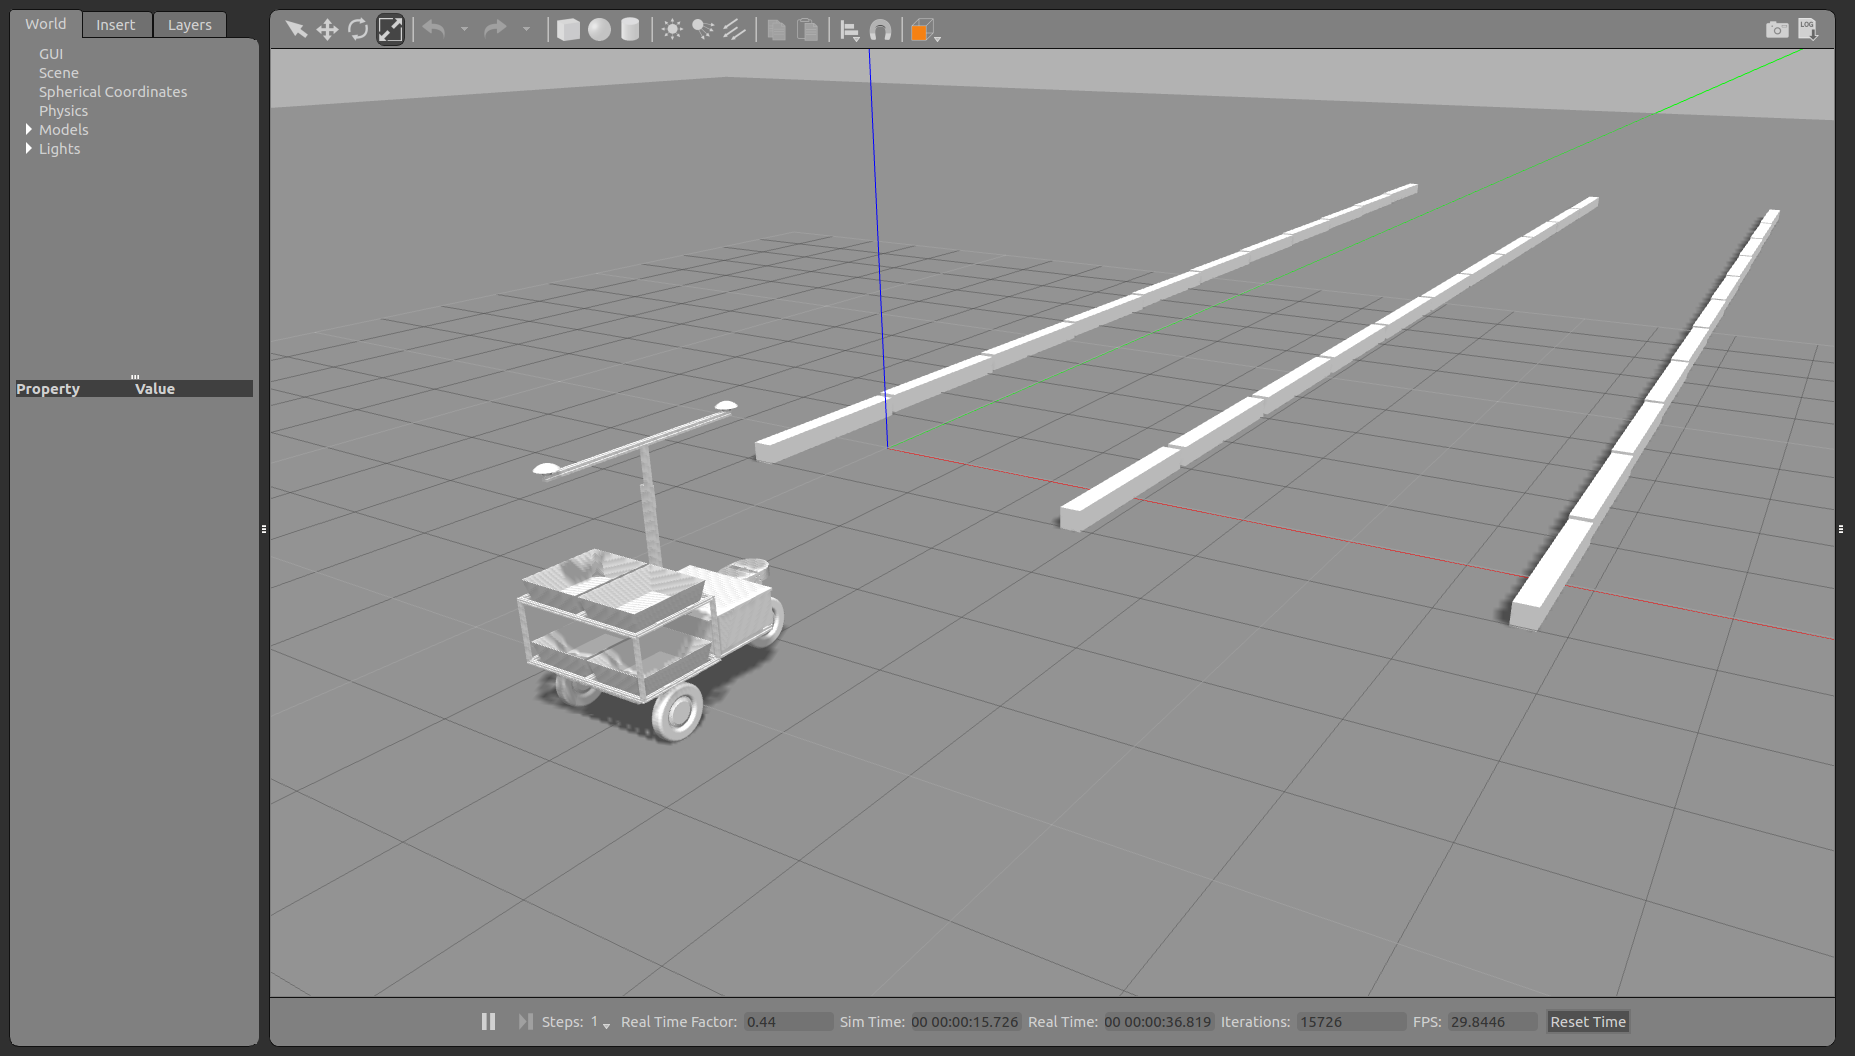 World Insert Layers
GUI
Scene
Spherical Coordinates
Physics
Models
Lights
Property Value
LOG
Steps: 1 Real Time Factor: 0.44 Sim Time: 00 00:00:15.726 Real Time: 00 00:00:36.819 Iterations: 15726 FPS: 29.8446 Reset Time